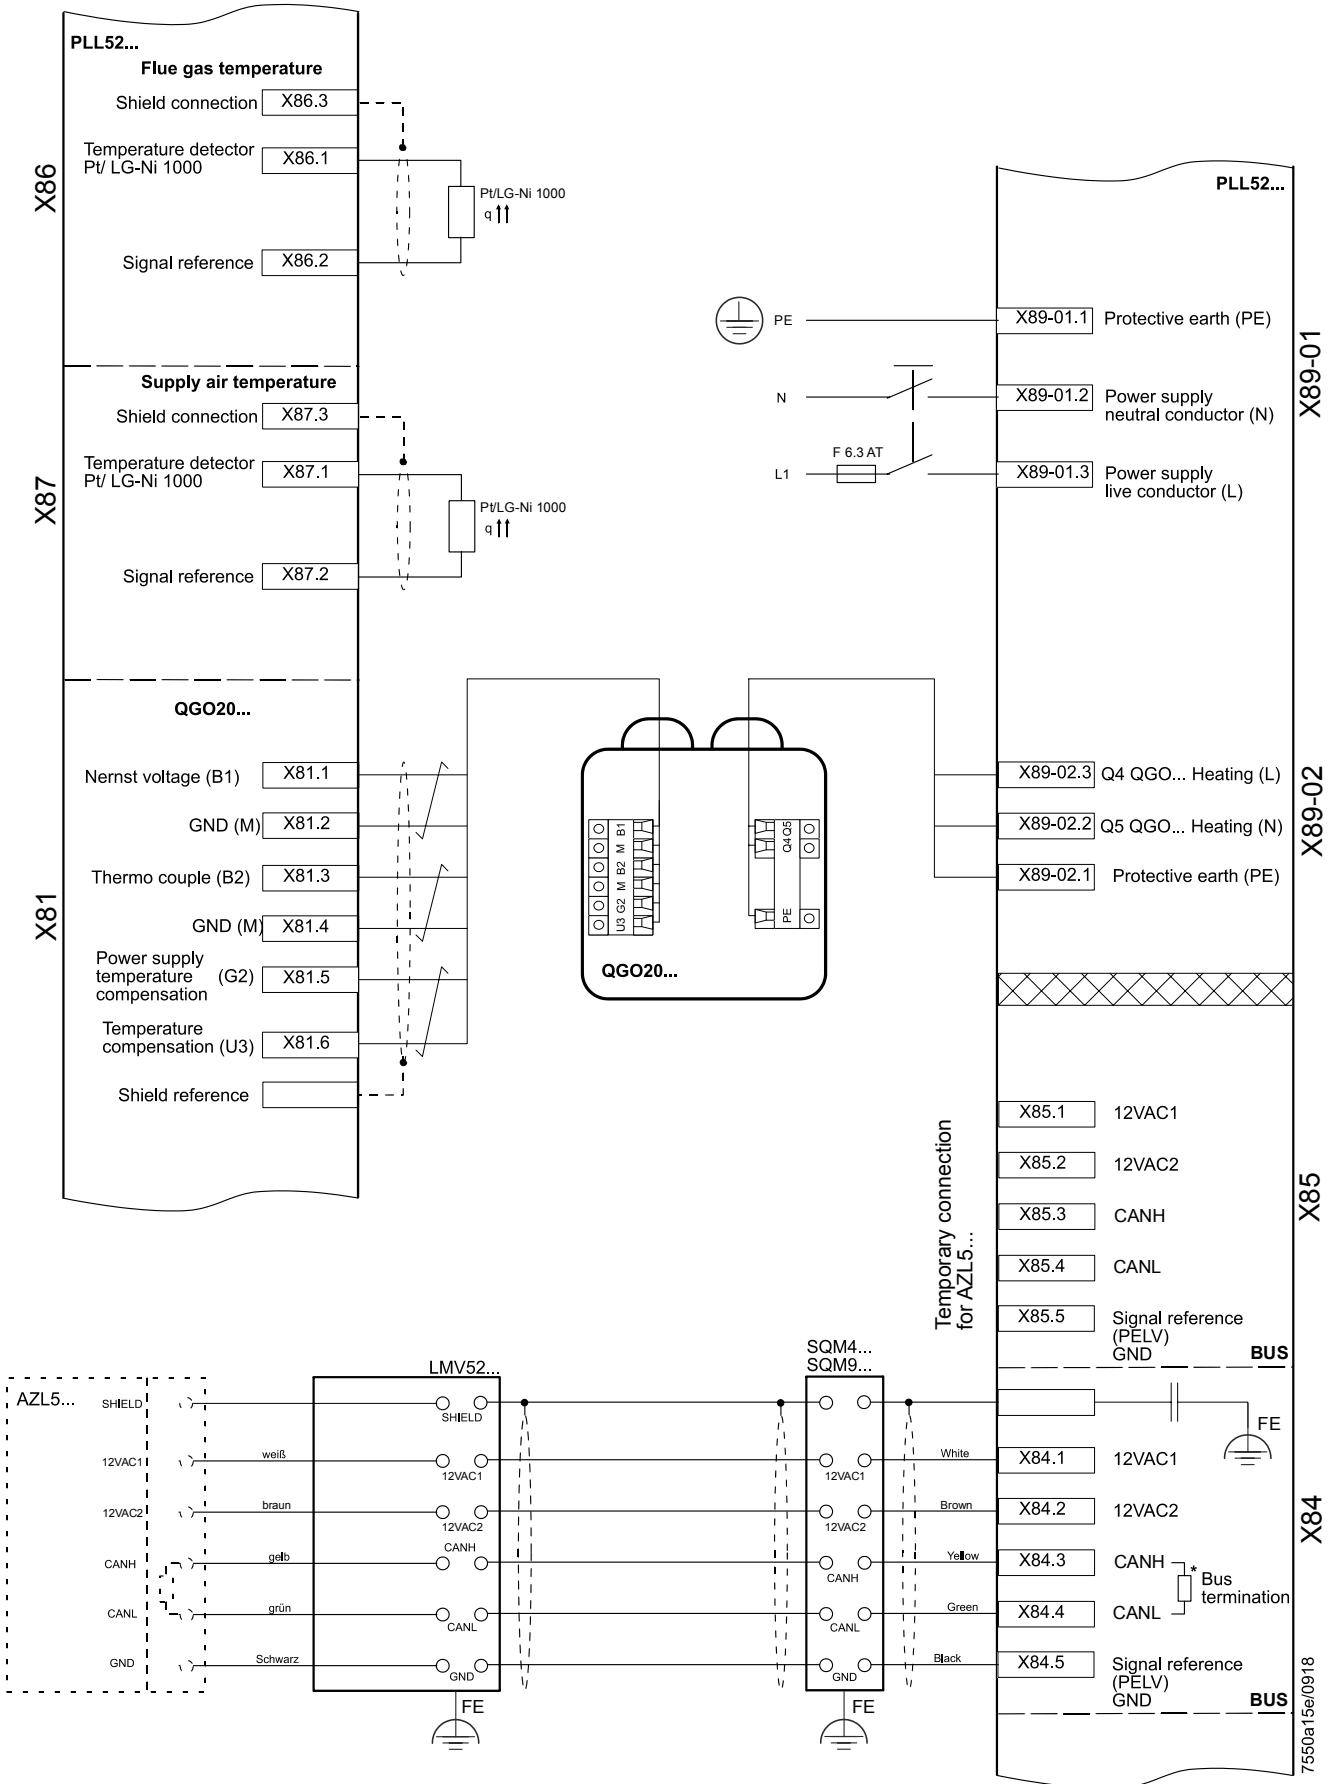 PLL52...
Flue gas temperature
Shield connection X86.3
Temperature detector
Pt/ LG-Ni 1000
X86.1
Pt/LG-Ni 1000
q
Signal reference X86.2
X86
Supply air temperature
Shield connection X87.3
Temperature detector
Pt/ LG-Ni 1000
X87.1
Pt/LG-Ni 1000
q
Signal reference X87.2
X87
QGO20...
Nernst voltage (B1) X81.1
GND (M) X81.2
Thermo couple (B2) X81.3
GND (M) X81.4
Power supply
temperature
compensation
(G2) X81.5
Temperature
compensation (U3) X81.6
Shield reference
X81
PLL52...
PE X89-01.1 Protective earth (PE)
N X89-01.2 Power supply
neutral conductor (N)
F 6.3 AT
L1 X89-01.3 Power supply
live conductor (L)
X89-01
U3 G2 M B2 M B1
Q4 Q5
PE
QGO20...
X89-02.3 Q4 QGO... Heating (L)
X89-02.2 Q5 QGO... Heating (N)
X89-02.1 Protective earth (PE)
X89-02
Temporary connection
for AZL5...
X85.1 12VAC1
X85.2 12VAC2
X85.3 CANH
X85.4 CANL
X85.5 Signal reference
(PELV)
GND BUS
X85
AZL5...
SHIELD
12VAC1
12VAC2
CANH
CANL
GND
weiß
braun
gelb
grün
Schwarz
LMV52...
SHIELD
12VAC1
12VAC2
CANH
CANL
GND
FE
SQM4...
SQM9...
12VAC1
12VAC2
CANH
CANL
GND
FE
White
Brown
Yellow
Green
Black
FE
X84.1 12VAC1
X84.2 12VAC2
X84.3 CANH
* Bus
termination
X84.4 CANL
X84.5 Signal reference
(PELV)
GND BUS
X84
7550a15e/0918